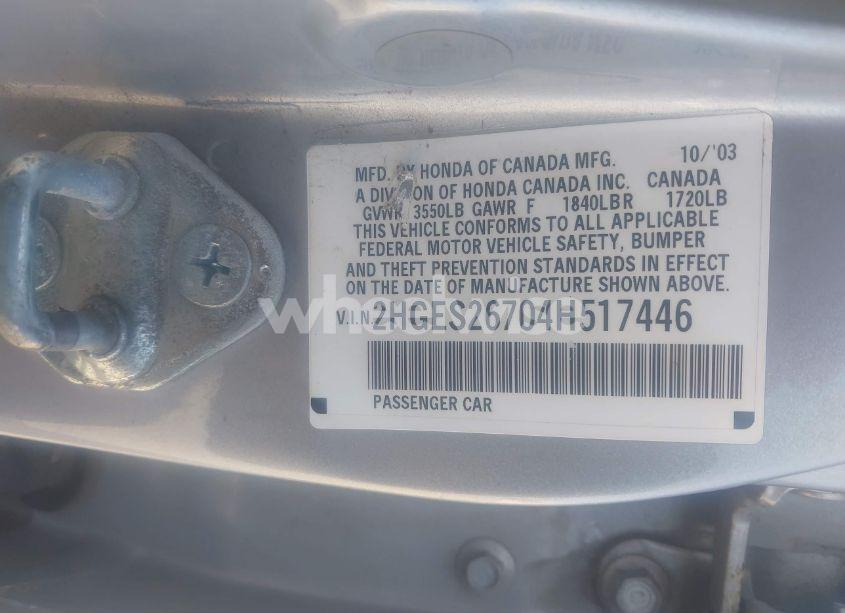 MFD. BY HONDA OF CANADA MFG. 10/'03
A DIVISION OF HONDA CANADA INC. CANADA
GVWR 3550LB GAWR F 1840LBR 1720LB
THIS VEHICLE CONFORMS TO ALL APPLICABLE
FEDERAL MOTOR VEHICLE SAFETY, BUMPER
AND THEFT PREVENTION STANDARDS IN EFFECT
ON THE DATE OF MANUFACTURE SHOWN ABOVE.
V.I.N. 2HGES26704H517446
PASSENGER CAR